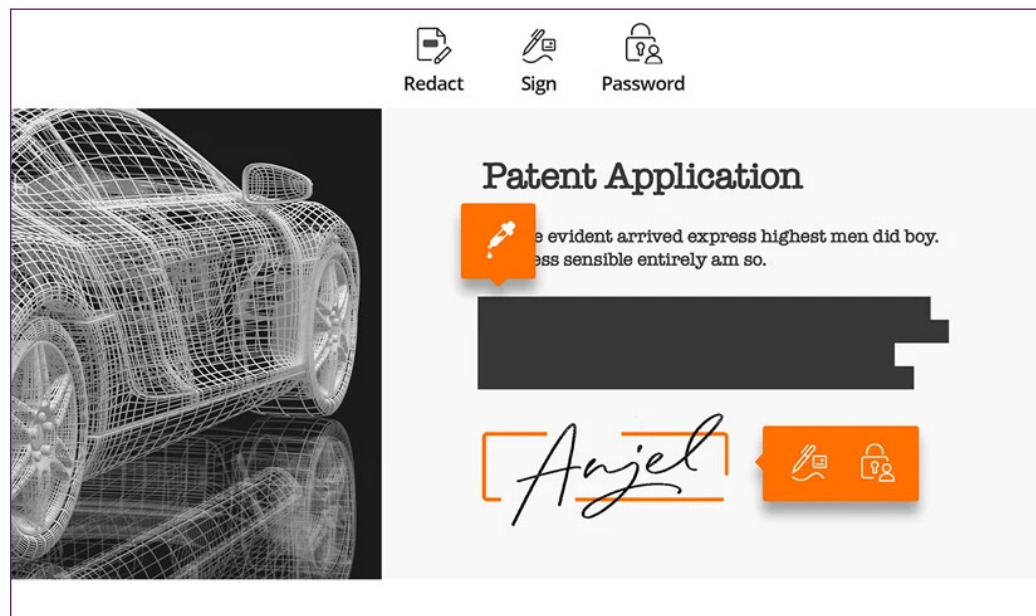 Redact Sign Password
Patent Application
evident arrived express highest men did boy.
sensible entirely am so.
Anjel